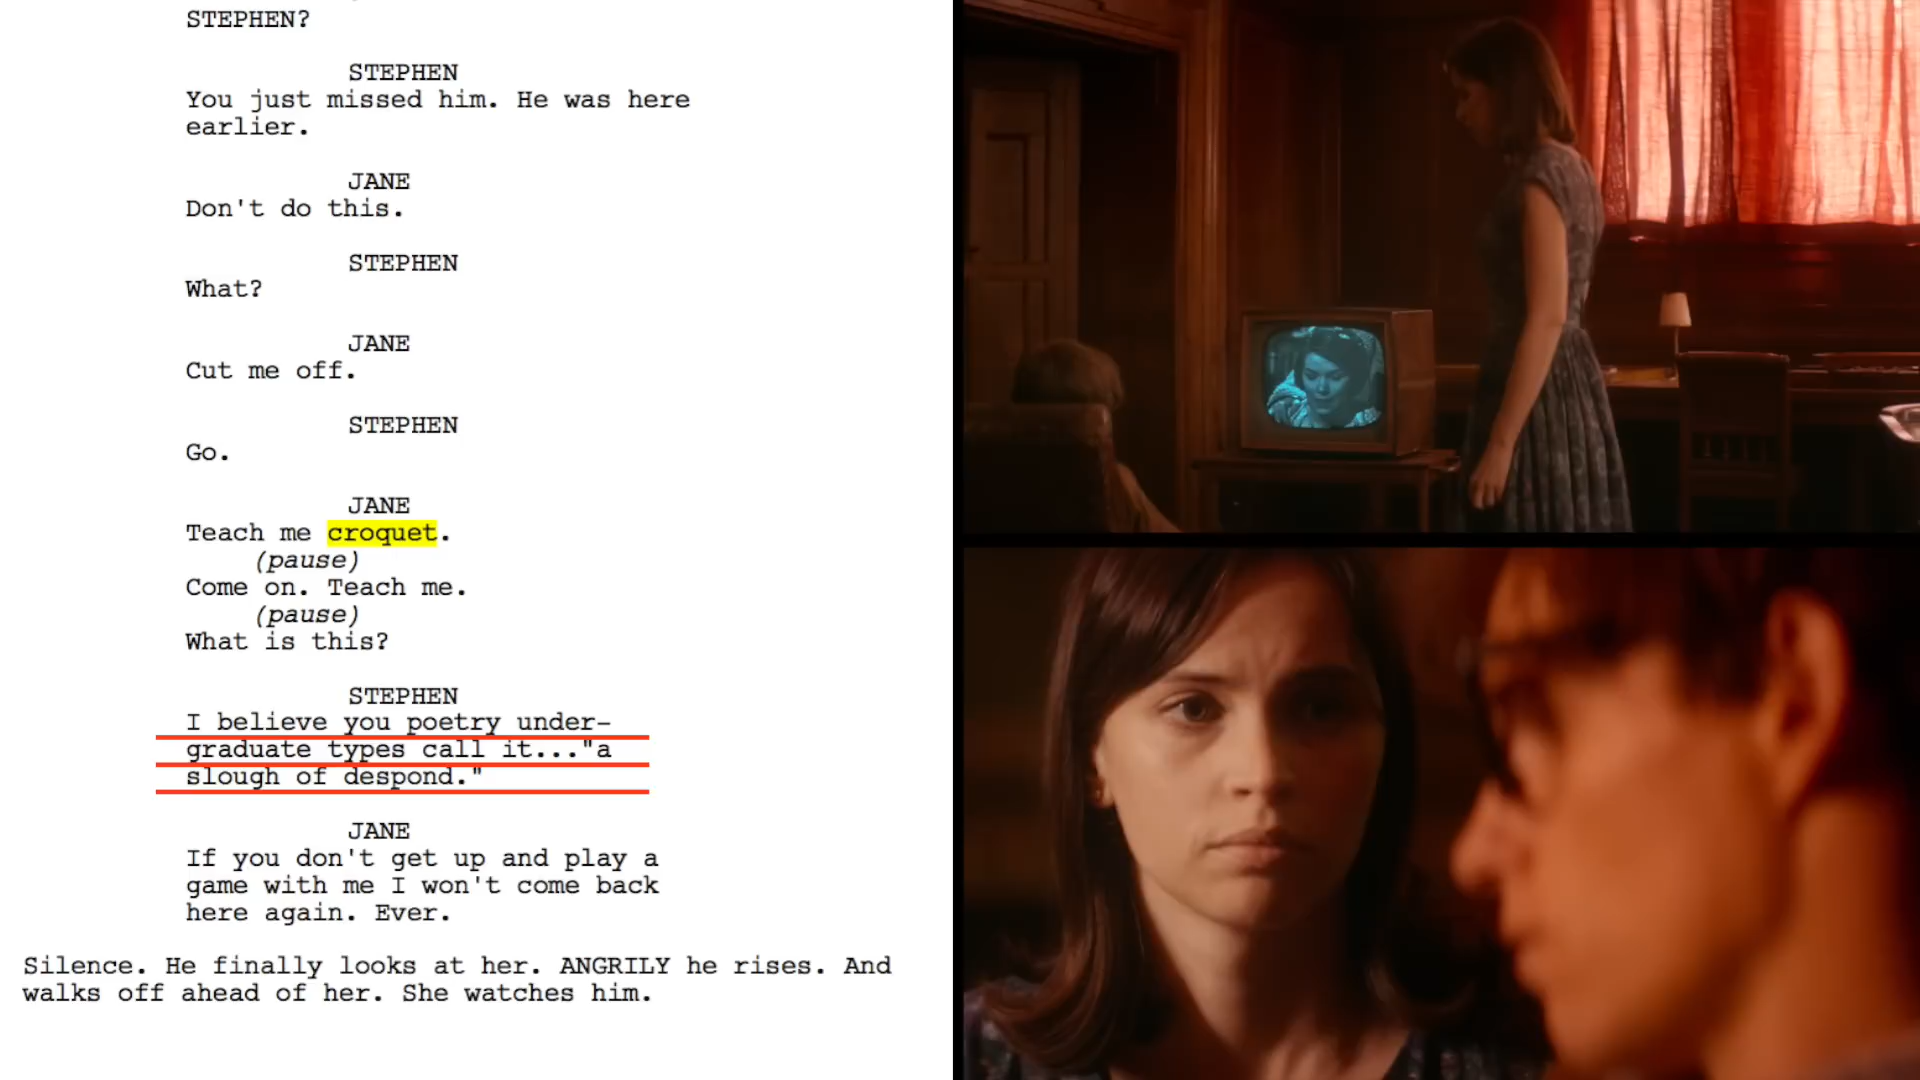 STEPHEN?
STEPHEN
You just missed him. He was here
earlier.
JANE
Don't do this.
STEPHEN
What?
JANE
Cut me off.
STEPHEN
Go.
JANE
Teach me croquet.
(pause)
Come on. Teach me.
(pause)
What is this?
STEPHEN
I believe you poetry under-
graduate types call it..."a
slough of despond."
JANE
If you don't get up and play a
game with me I won't come back
here again. Ever.
Silence. He finally looks at her. ANGRILY he rises. And
walks off ahead of her. She watches him.